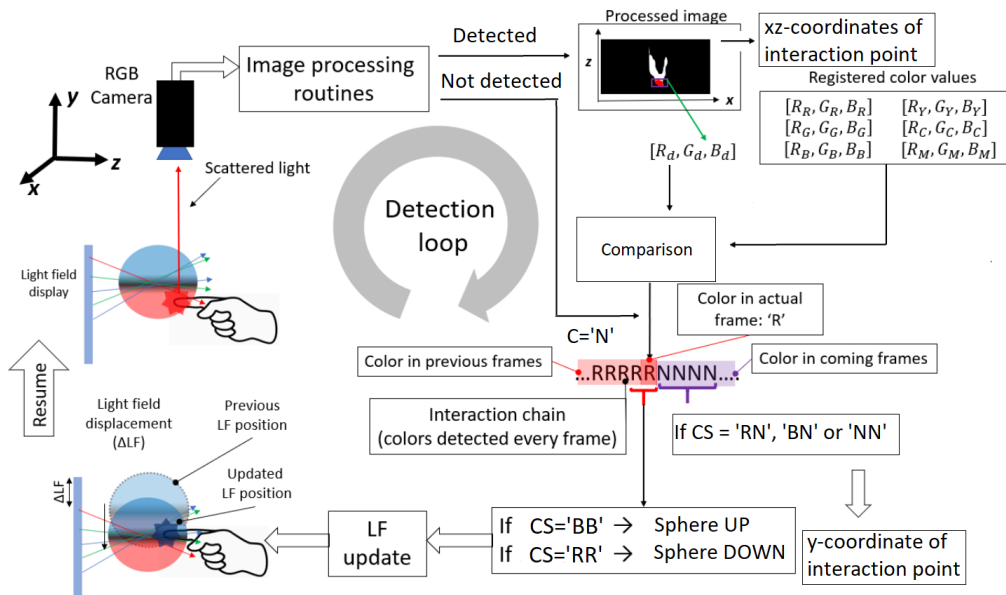 RGB
Camera
y
z
x
Scattered light
Image processing
routines
Detected
Not detected
Processed image
z
x
xz-coordinates of
interaction point
Registered color values
[R_R, G_R, B_R] [R_Y, G_Y, B_Y]
[R_G, G_G, B_G] [R_C, G_C, B_C]
[R_B, G_B, B_B] [R_M, G_M, B_M]
[R_d, G_d, B_d]
Detection
loop
Comparison
Light field
display
Color in actual
frame: ‘R’
C='N'
Color in previous frames
Color in coming frames
...RRRRRNNNN....
Interaction chain
(colors detected every frame)
If CS = 'RN', 'BN' or 'NN'
Resume
Light field
displacement
(ΔLF)
Previous
LF position
Updated
LF position
ΔLF
LF
update
If CS='BB' → Sphere UP
If CS='RR' → Sphere DOWN
y-coordinate of
interaction point